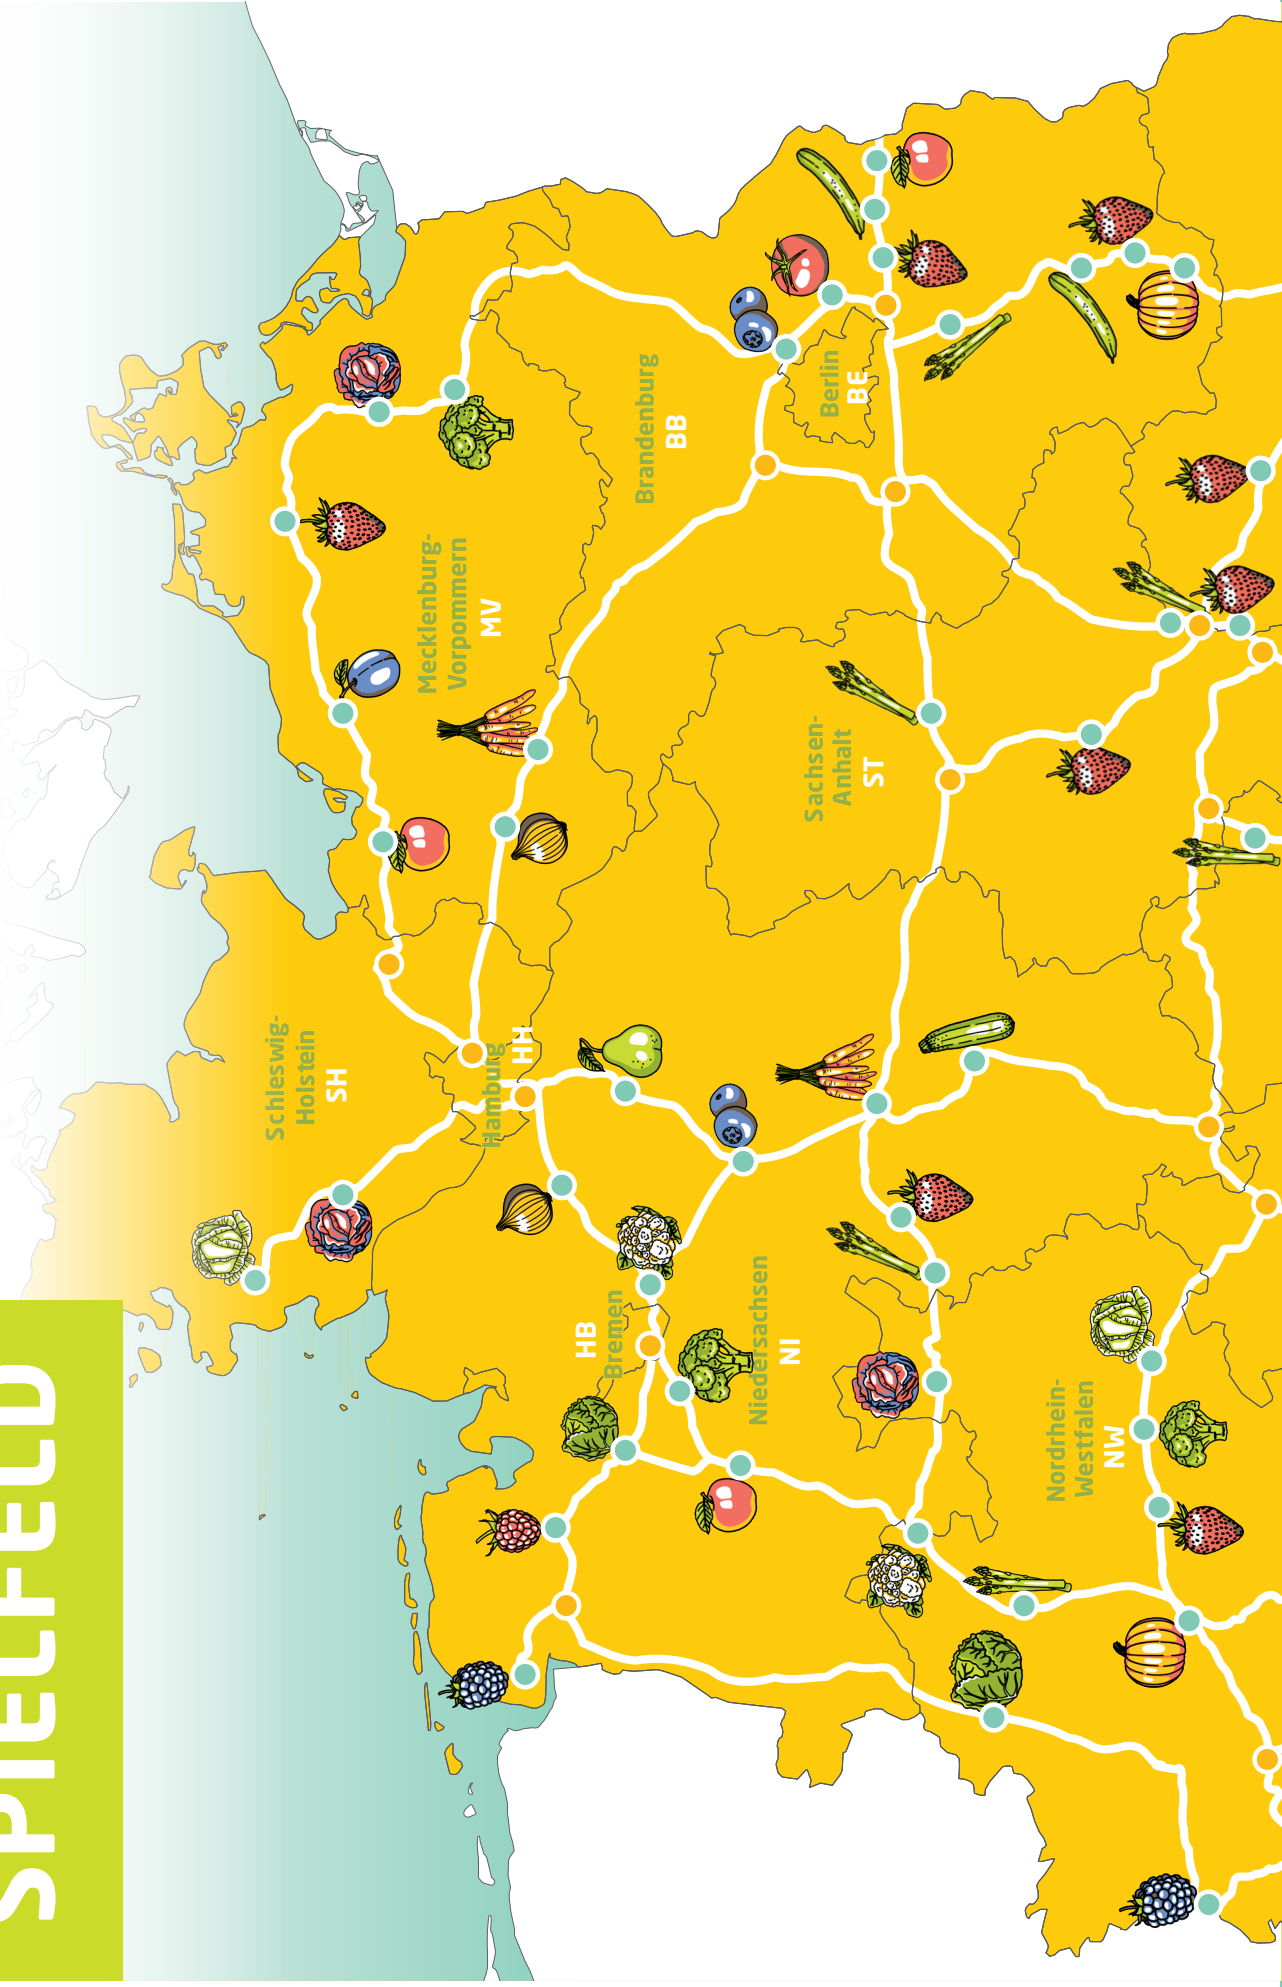 SPIELFELD
Schleswig-
Holstein
SH
Hamburg
HH
Mecklenburg-
Vorpommern
MV
HB
Bremen
Niedersachsen
NI
Brandenburg
BB
Berlin
BE
Sachsen-
Anhalt
ST
Nordrhein-
Westfalen
NW